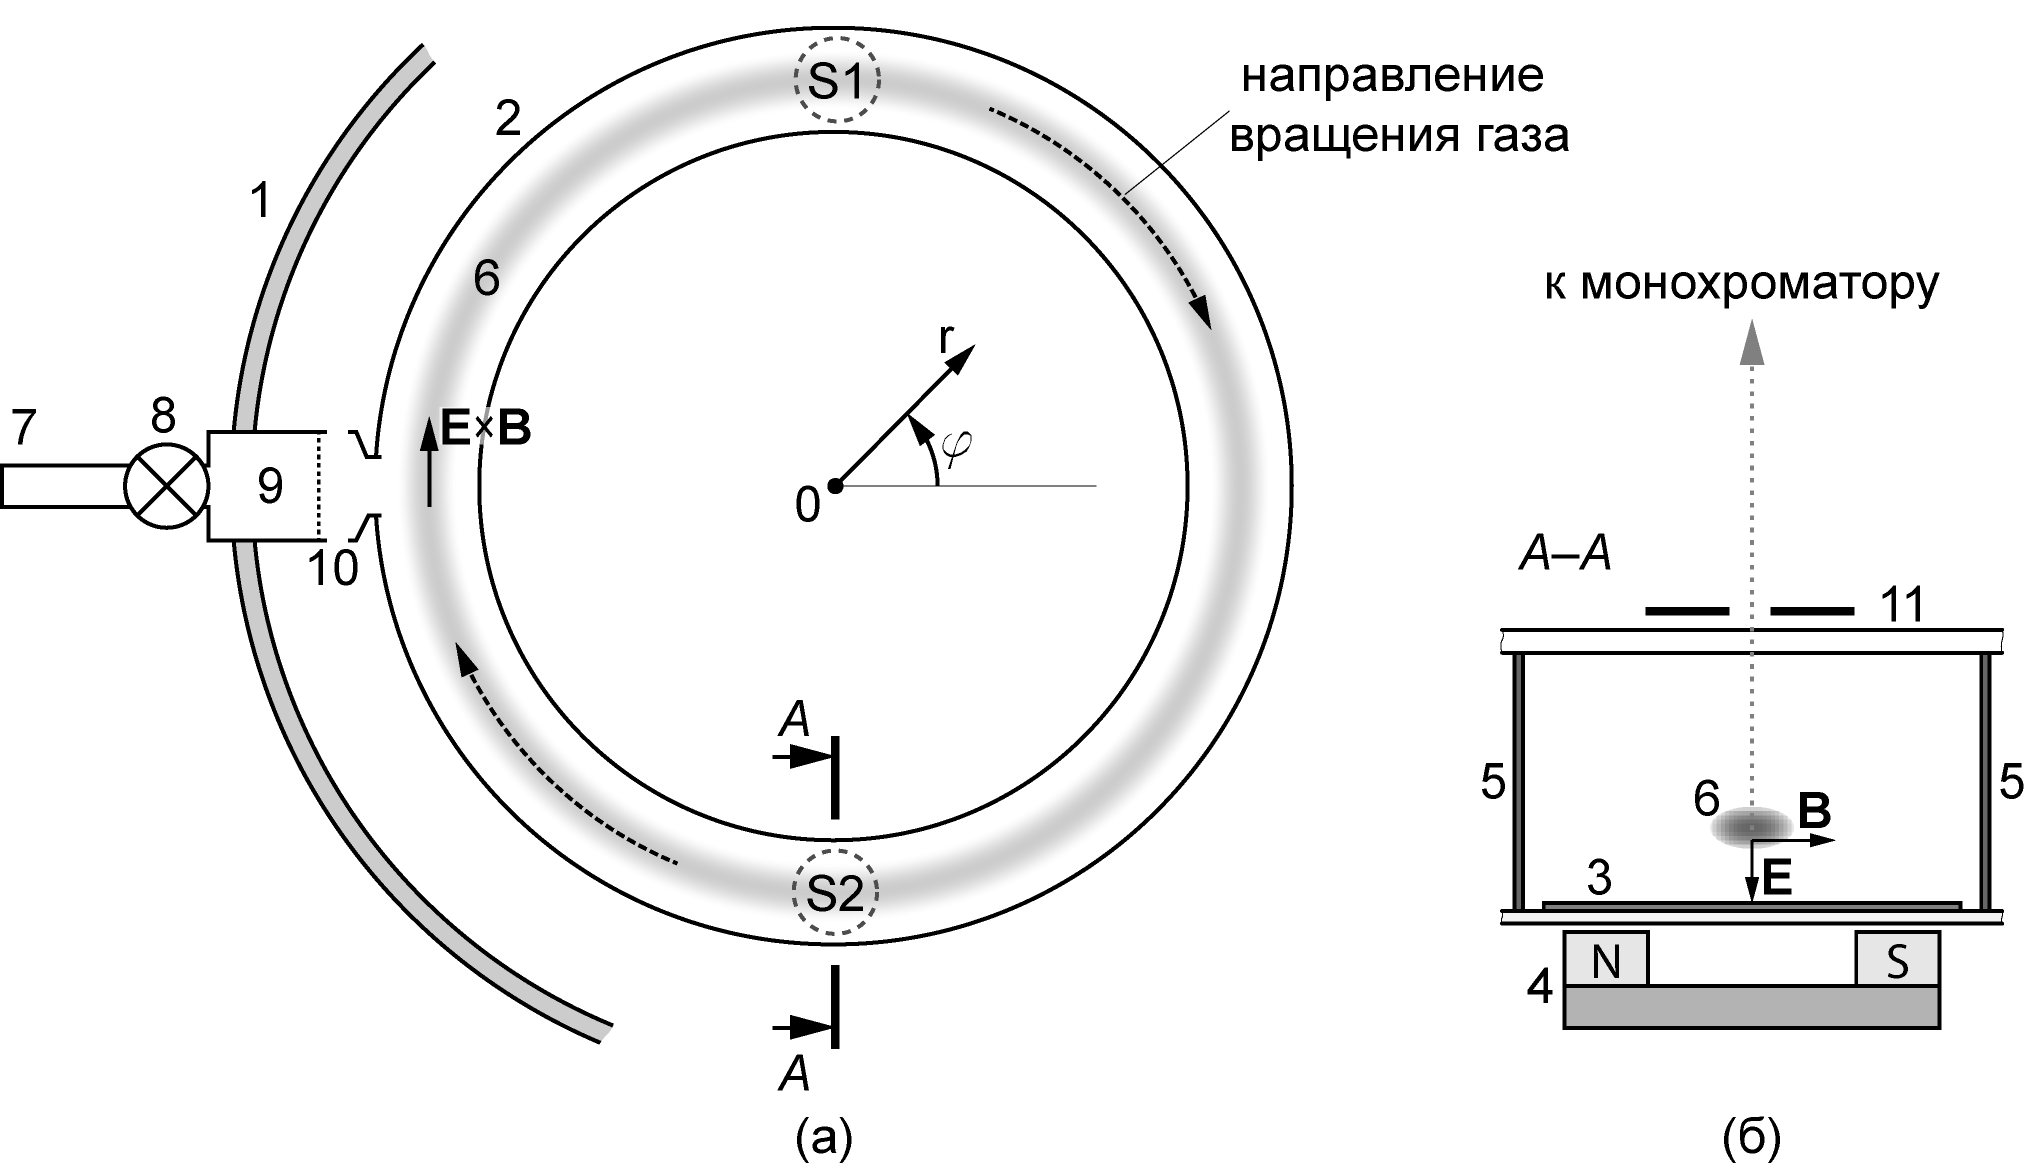 S1
направление
вращения газа
2
1
6
к монохроматору
r
φ
0
7
8
9
10
E×B
A–A
11
A
5
5
6
B
E
3
S2
N
S
4
A
(а)
(б)